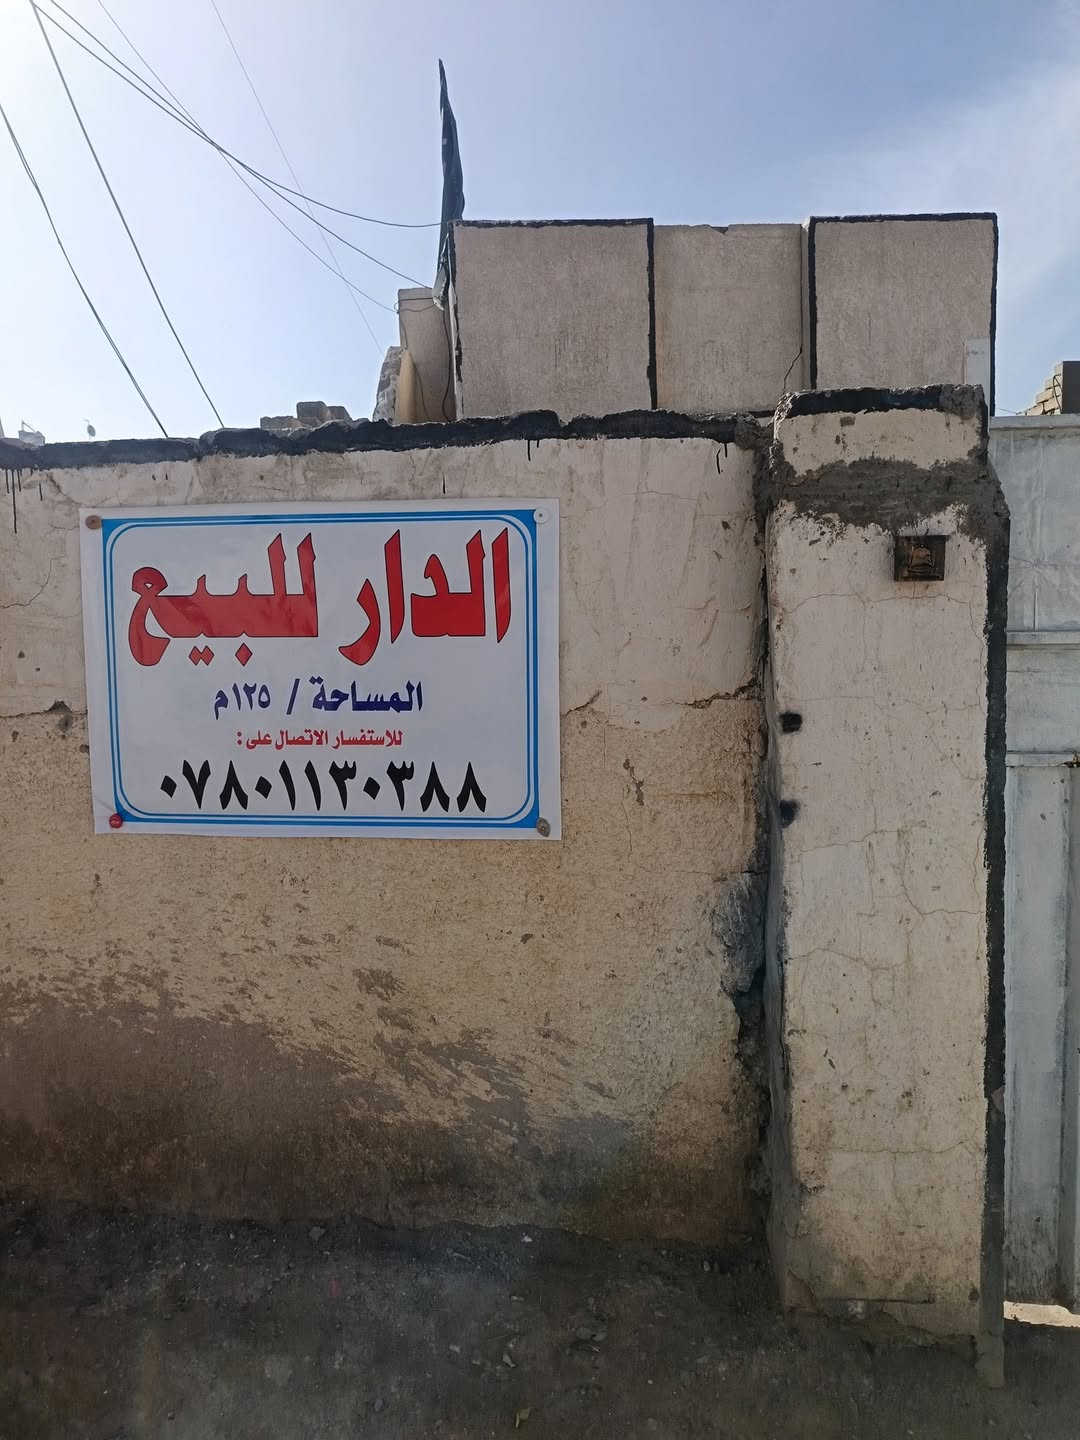 الدار للبيع
المساحة / ١٢٥م
للاستفسار الاتصال على :
٠٧٨٠١١٣٠٣٨٨